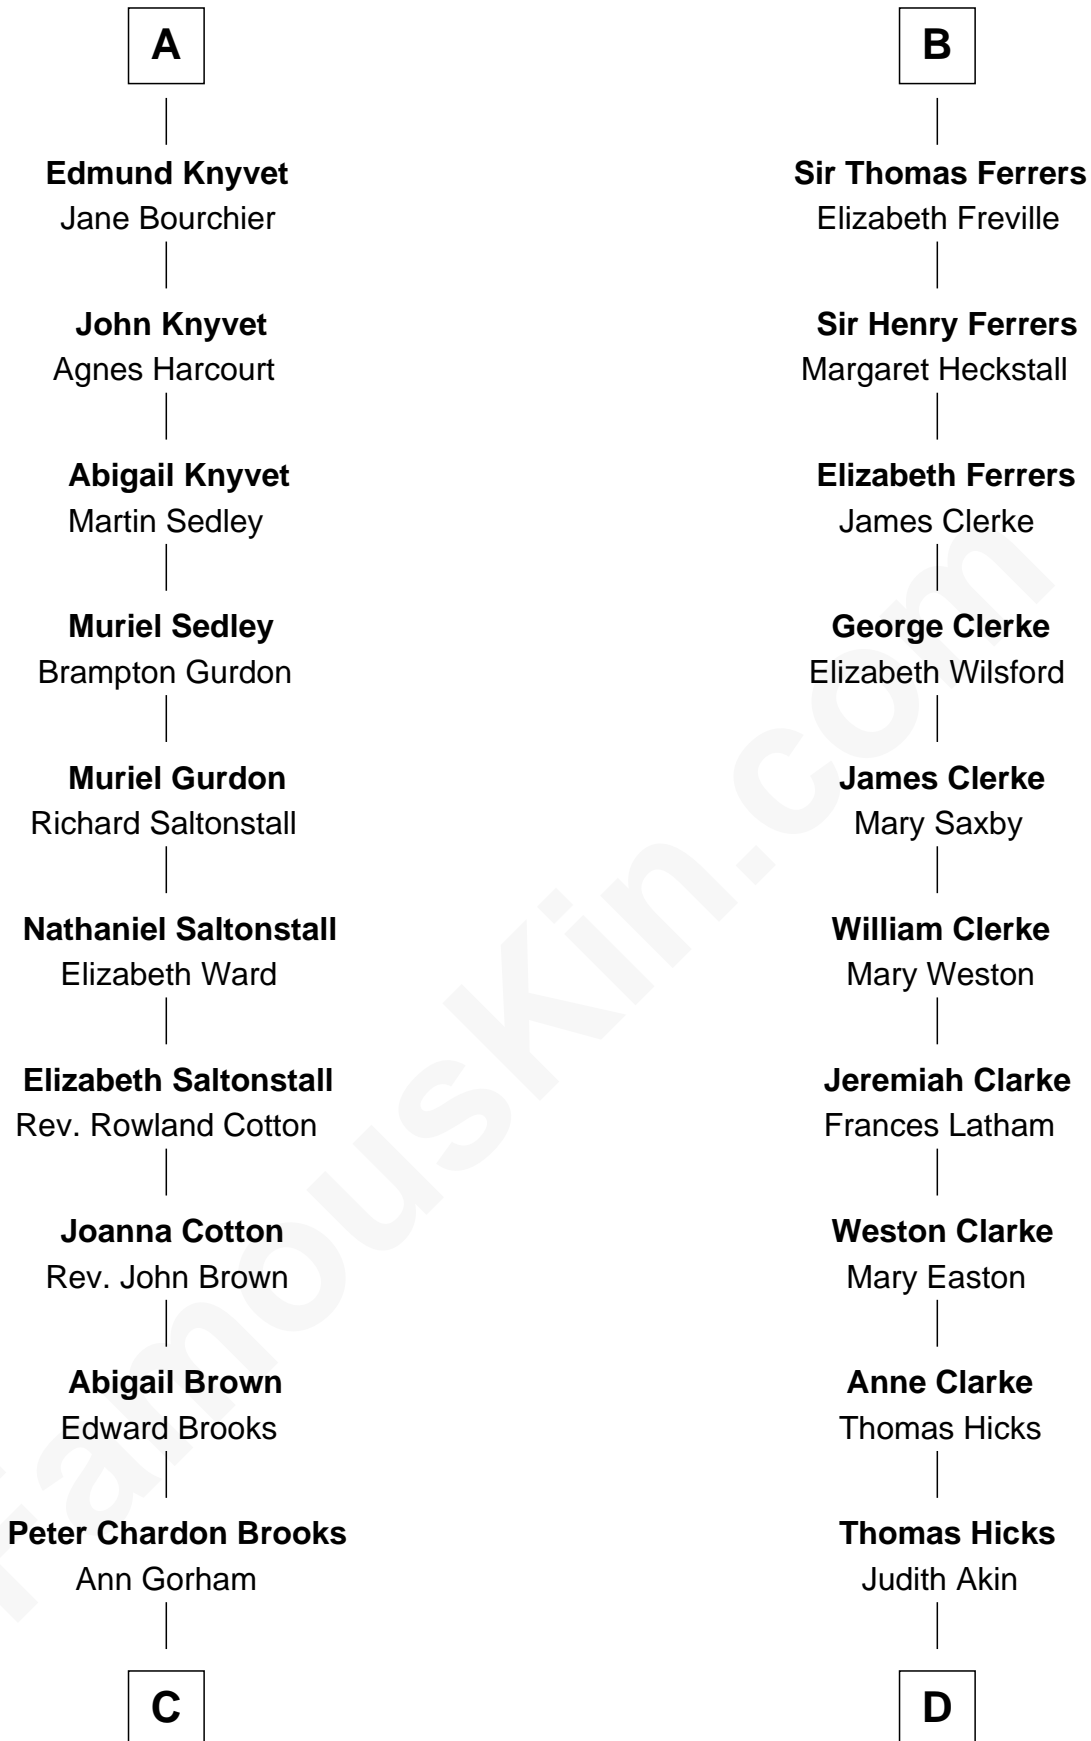 A
Edmund Knyvet
Jane Bourchier
John Knyvet
Agnes Harcourt
Abigail Knyvet
Martin Sedley
Muriel Sedley
Brampton Gurdon
Muriel Gurdon
Richard Saltonstall
Nathaniel Saltonstall
Elizabeth Ward
Elizabeth Saltonstall
Rev. Rowland Cotton
Joanna Cotton
Rev. John Brown
Abigail Brown
Edward Brooks
Peter Chardon Brooks
Ann Gorham
C
B
Sir Thomas Ferrers
Elizabeth Freville
Sir Henry Ferrers
Margaret Heckstall
Elizabeth Ferrers
James Clerke
George Clerke
Elizabeth Wilsford
James Clerke
Mary Saxby
William Clerke
Mary Weston
Jeremiah Clarke
Frances Latham
Weston Clarke
Mary Easton
Anne Clarke
Thomas Hicks
Thomas Hicks
Judith Akin
D
FamousKin.com